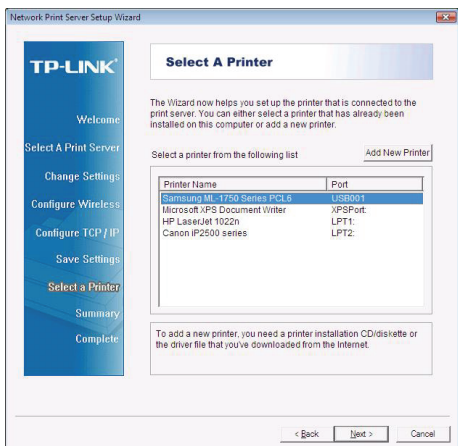 Network Print Server Setup Wizard
TP-LINK
Select A Printer
Welcome
Select A Print Server
Change Settings
Configure Wireless
Configure TCP / IP
Save Settings
Select a Printer
Summary
Complete
The Wizard now helps you set up the printer that is connected to the
print server. You can either select a printer that has already been
installed on this computer or add a new printer.
Select a printer from the following list
Add New Printer
Printer Name Port
Samsung ML-1750 Series PCL6 USB001
Microsoft XPS Document Writer XPSPort:
HP LaserJet 1022n LPT1:
Canon iP2500 series LPT2:
To add a new printer, you need a printer installation CD/diskette or
the driver file that you've downloaded from the Internet.
< Back Next > Cancel